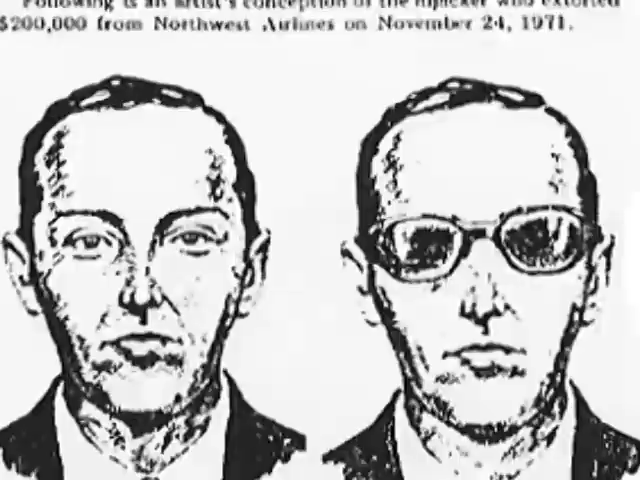 Following is an artist's conception of the hijacker who extorted
$200,000 from Northwest Airlines on November 24, 1971.